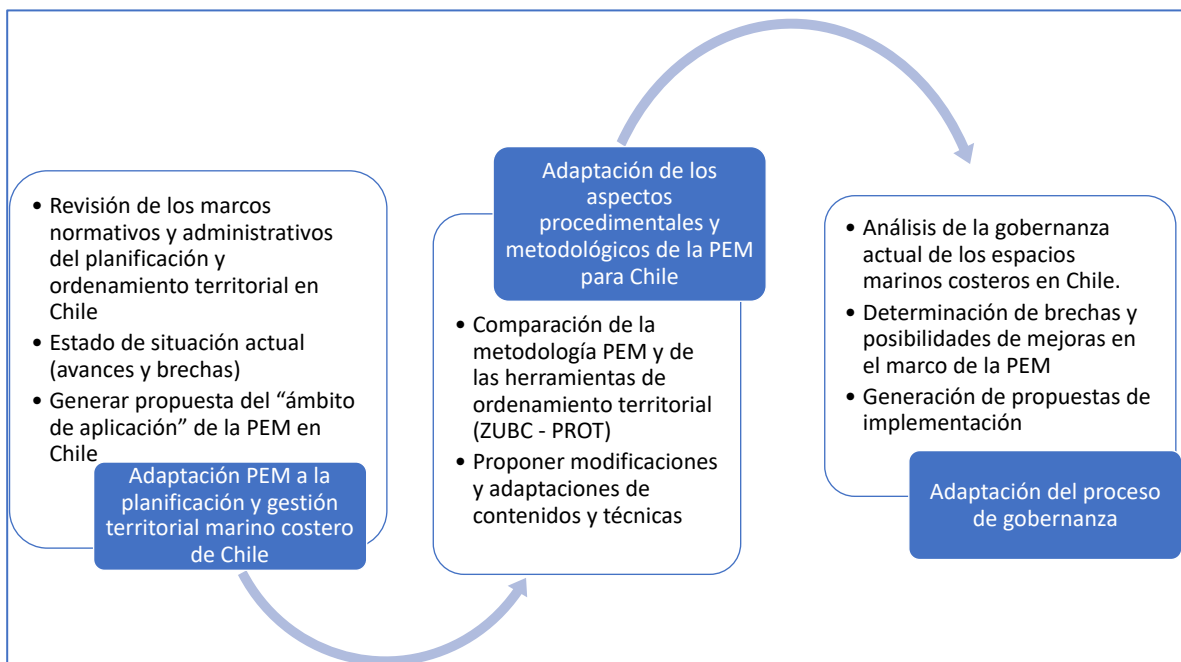 • Revisión de los marcos
normativos y administrativos
del planificación y
ordenamiento territorial en
Chile
• Estado de situación actual
(avances y brechas)
• Generar propuesta del “ámbito
de aplicación” de la PEM en
Chile
Adaptación PEM a la
planificación y gestión
territorial marino costero
de Chile
Adaptación de los
aspectos
procedimentales y
metodológicos de la PEM
para Chile
• Comparación de la
metodología PEM y de
las herramientas de
ordenamiento territorial
(ZUBC - PROT)
• Proponer modificaciones
y adaptaciones de
contenidos y técnicas
• Análisis de la gobernanza
actual de los espacios
marinos costeros en Chile.
• Determinación de brechas y
posibilidades de mejoras en
el marco de la PEM
• Generación de propuestas de
implementación
Adaptación del proceso
de gobernanza